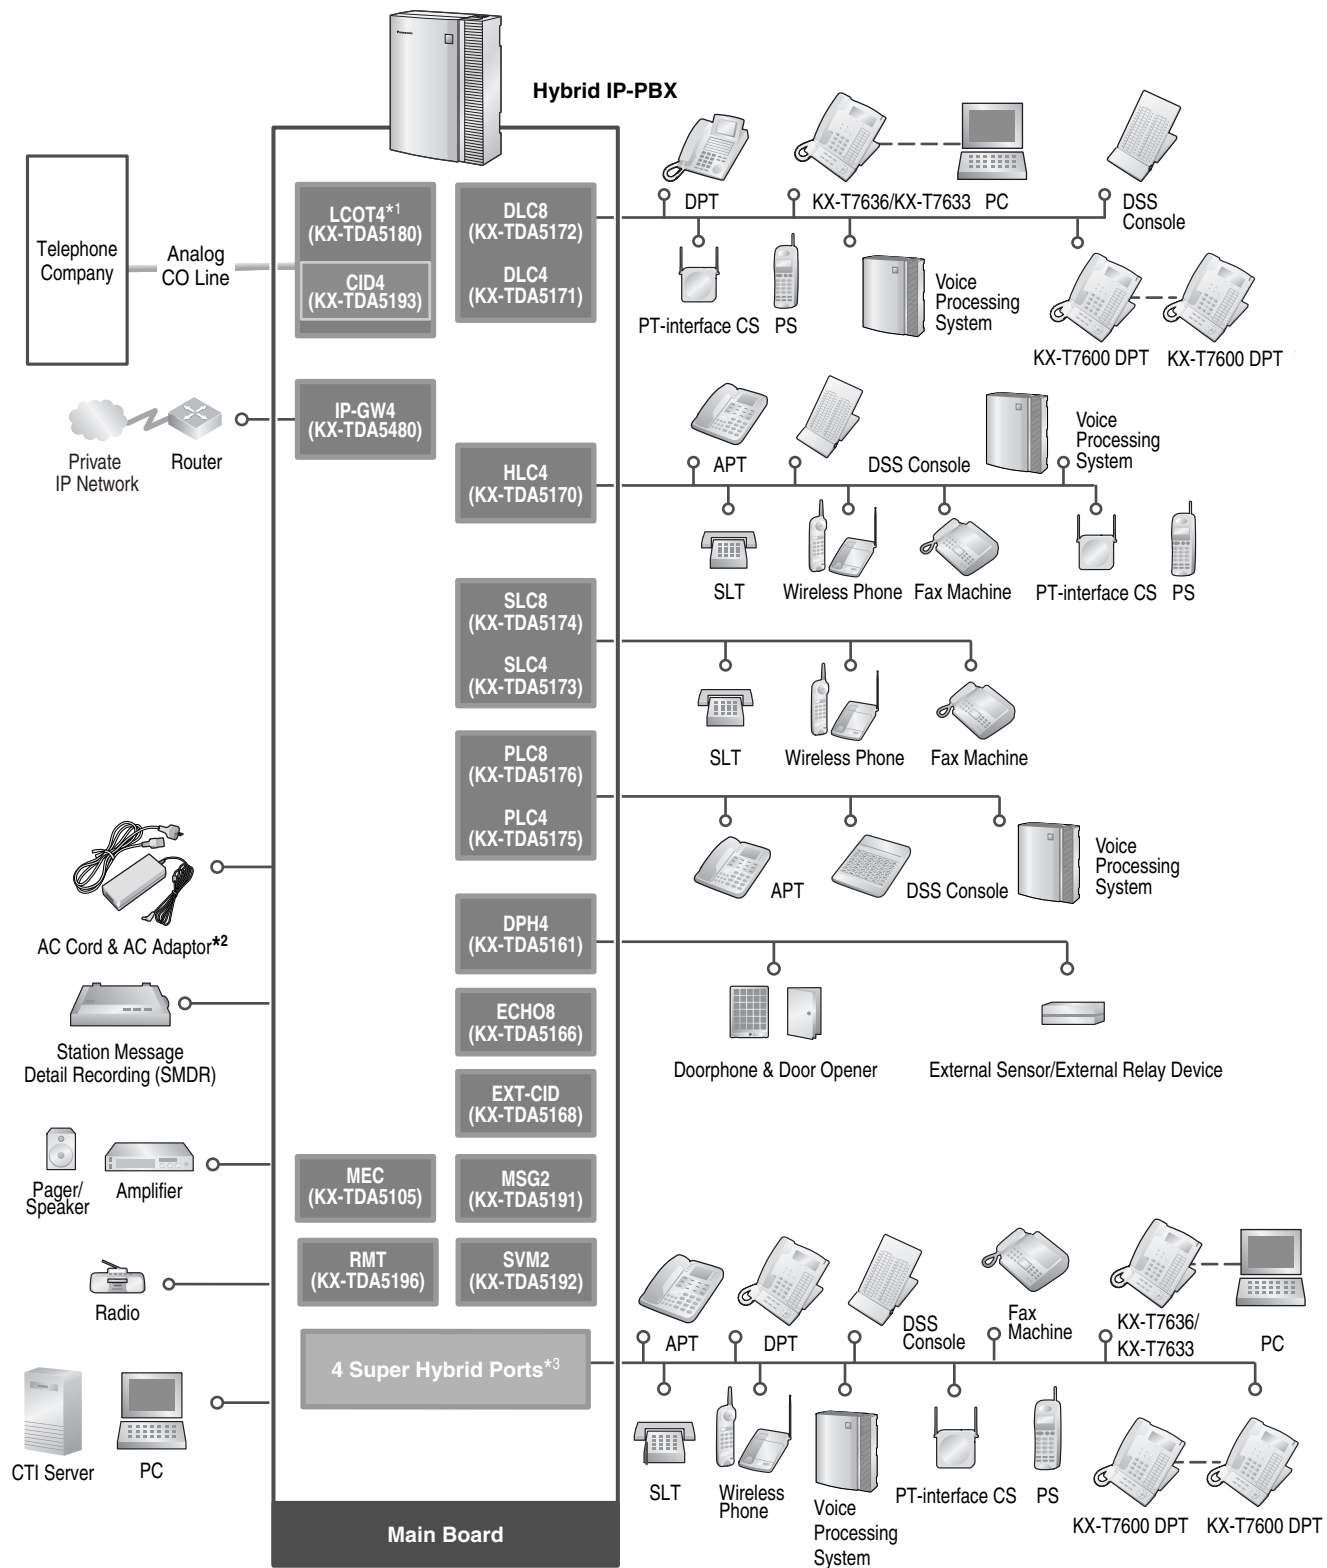 Panasonic
Hybrid IP-PBX
Telephone
Company
Analog
CO Line
LCOT4*1
(KX-TDA5180)
CID4
(KX-TDA5193)
DLC8
(KX-TDA5172)
DLC4
(KX-TDA5171)
DPT
KX-T7636/KX-T7633
PC
DSS
Console
PT-interface CS
PS
Voice
Processing
System
KX-T7600 DPT
KX-T7600 DPT
Private
IP Network
Router
IP-GW4
(KX-TDA5480)
HLC4
(KX-TDA5170)
APT
DSS Console
Voice
Processing
System
SLT
Wireless Phone
Fax Machine
PT-interface CS
PS
SLC8
(KX-TDA5174)
SLC4
(KX-TDA5173)
SLT
Wireless Phone
Fax Machine
PLC8
(KX-TDA5176)
PLC4
(KX-TDA5175)
APT
DSS Console
Voice
Processing
System
AC Cord & AC Adaptor*2
DPH4
(KX-TDA5161)
Doorphone & Door Opener
External Sensor/External Relay Device
Station Message
Detail Recording (SMDR)
ECHO8
(KX-TDA5166)
EXT-CID
(KX-TDA5168)
Pager/
Speaker
Amplifier
MEC
(KX-TDA5105)
MSG2
(KX-TDA5191)
Radio
RMT
(KX-TDA5196)
SVM2
(KX-TDA5192)
4 Super Hybrid Ports*3
APT
DPT
DSS
Console
Fax
Machine
KX-T7636/
KX-T7633
PC
CTI Server
PC
SLT
Wireless
Phone
Voice
Processing
System
PT-interface CS
PS
KX-T7600 DPT
KX-T7600 DPT
Main Board